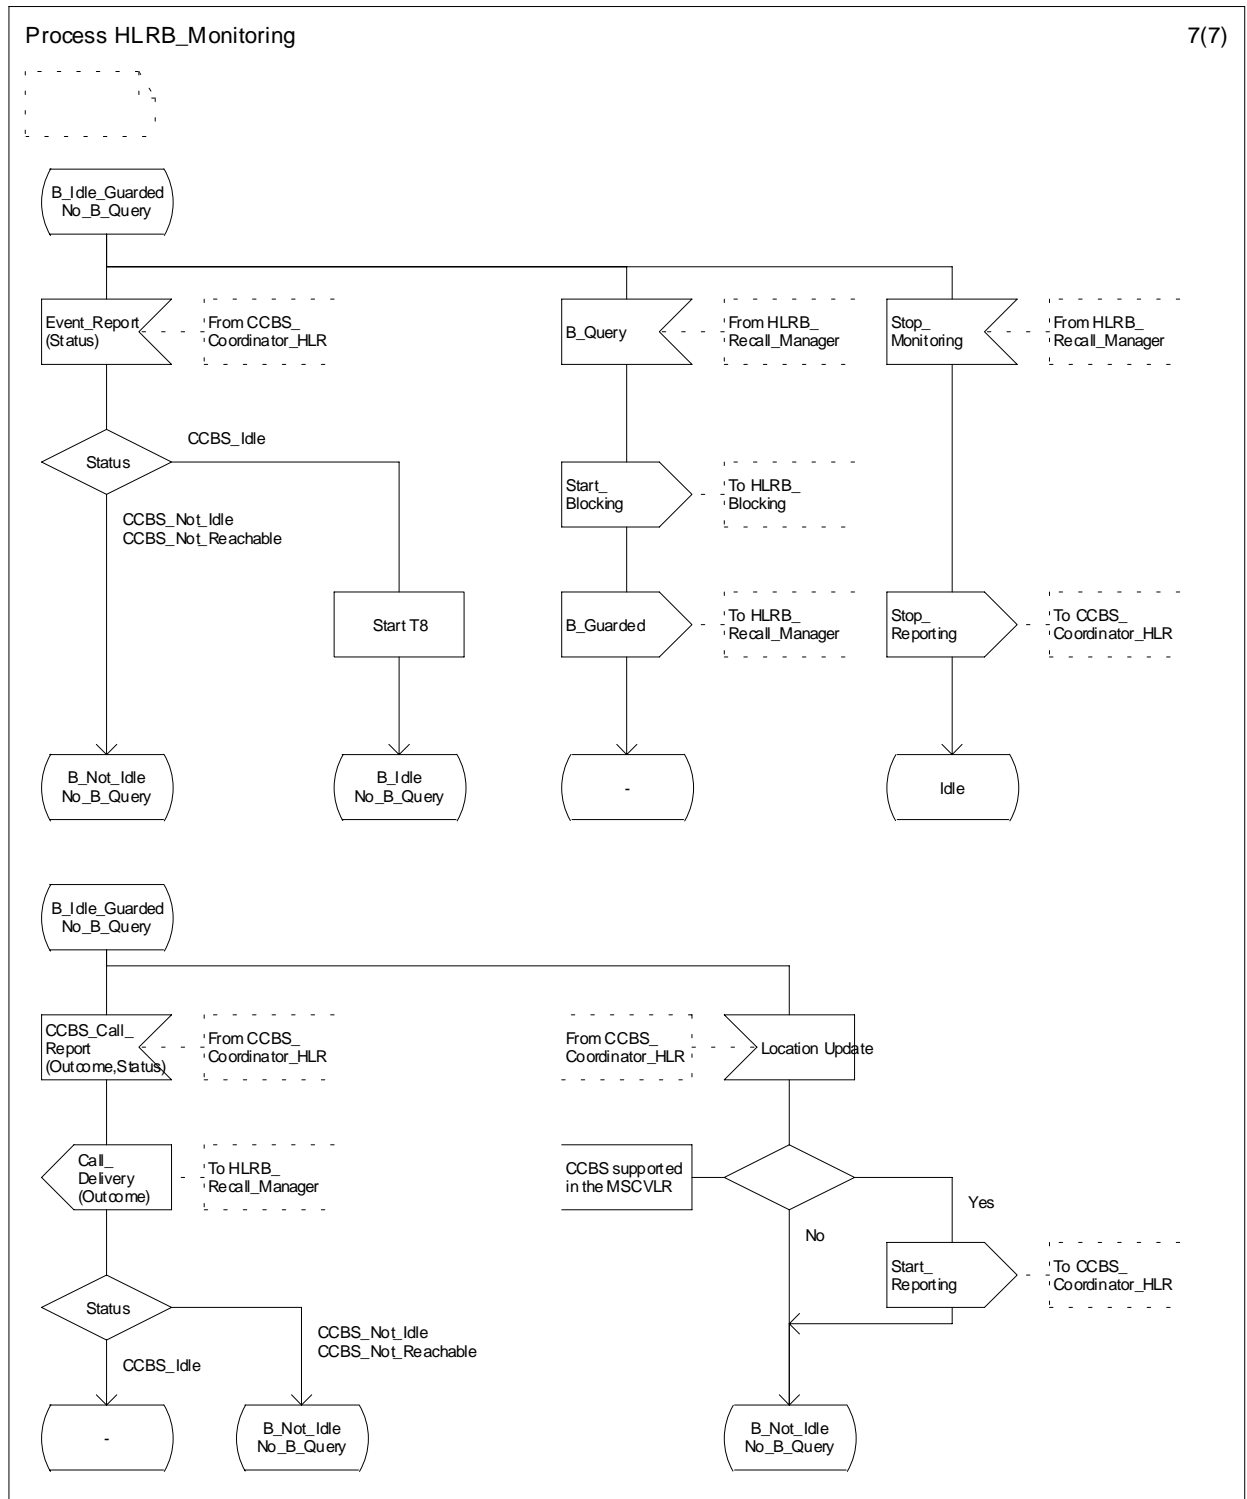 Process HLRB_Monitoring
7(7)
B_Idle_Guarded
No_B_Query
Event_Report
(Status)
From CCBS_
Coordinator_HLR
B_Query
From HLRB_
Recall_Manager
Stop_
Monitoring
From HLRB_
Recall_Manager
Status
CCBS_Idle
CCBS_Not_Idle
CCBS_Not_Reachable
Start_
Blocking
To HLRB_
Blocking
Start T8
B_Guarded
To HLRB_
Recall_Manager
Stop_
Reporting
To CCBS_
Coordinator_HLR
B_Not_Idle
No_B_Query
B_Idle
No_B_Query
-
Idle
B_Idle_Guarded
No_B_Query
CCBS_Call_
Report
(Outcome,Status)
From CCBS_
Coordinator_HLR
From CCBS_
Coordinator_HLR
Location Update
Call_
Delivery
(Outcome)
To HLRB_
Recall_Manager
CCBS supported
in the MSCVLR
Yes
No
Start_
Reporting
To CCBS_
Coordinator_HLR
Status
CCBS_Not_Idle
CCBS_Not_Reachable
CCBS_Idle
-
B_Not_Idle
No_B_Query
B_Not_Idle
No_B_Query